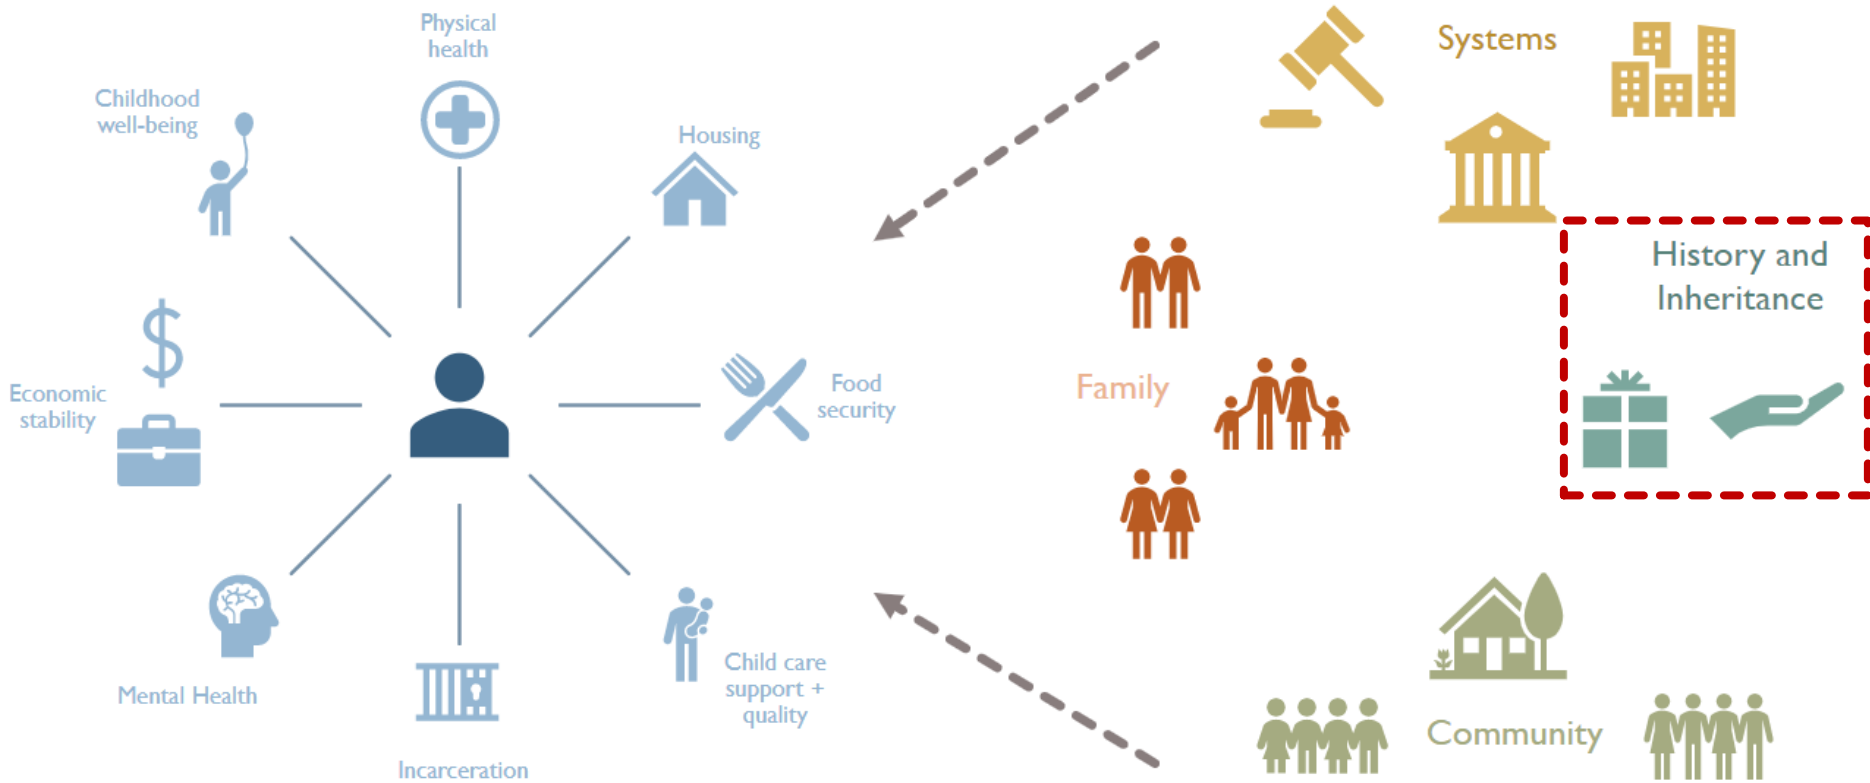 Physical
health
Childhood
well-being
Housing
Economic
stability
Food
security
Mental Health
Child care
support +
quality
Incarceration
Systems
History and
Inheritance
Family
Community